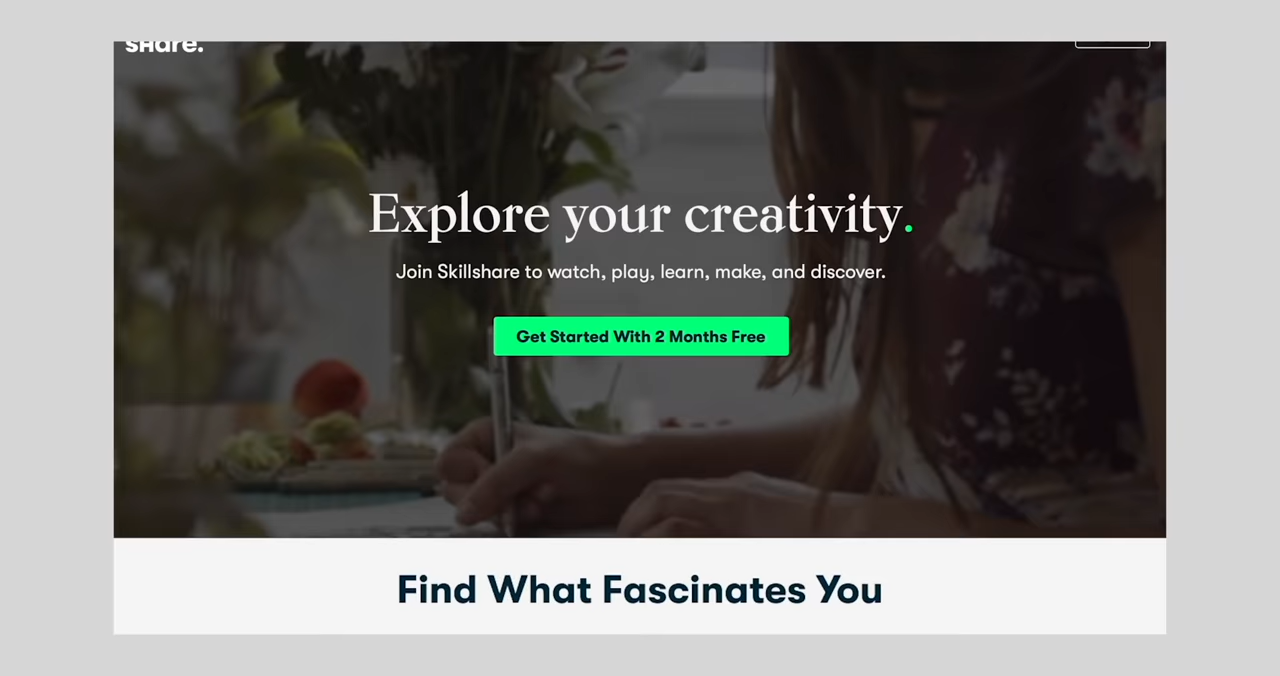 sHare.
Explore your creativity.
Join Skillshare to watch, play, learn, make, and discover.
Get Started With 2 Months Free
Find What Fascinates You